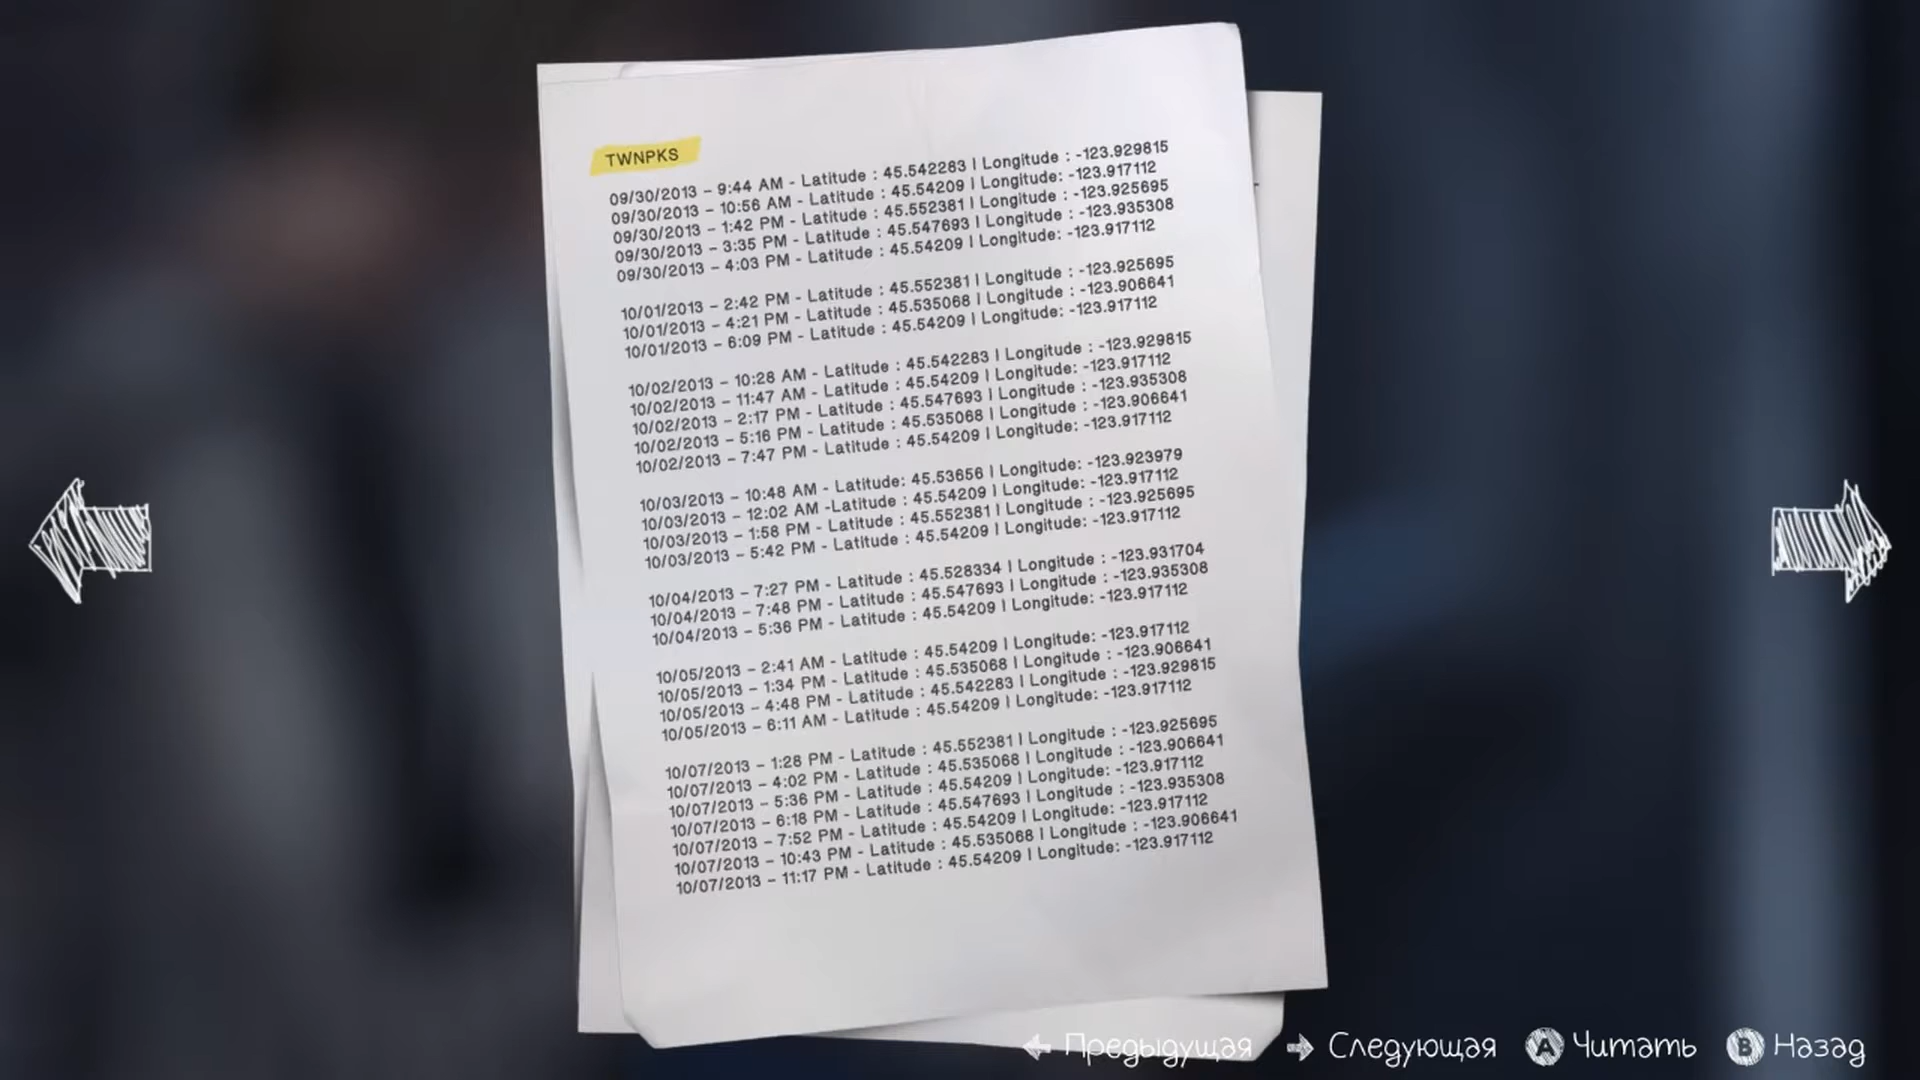 TWNPKS
09/30/2013 – 9:44 AM - Latitude : 45.542283 | Longitude : -123.929815
09/30/2013 – 10:56 AM - Latitude : 45.54209 | Longitude: -123.917112
09/30/2013 – 1:42 PM - Latitude : 45.552381 | Longitude : -123.925695
09/30/2013 – 3:35 PM - Latitude : 45.547693 | Longitude : -123.935308
09/30/2013 – 4:03 PM - Latitude : 45.54209 | Longitude: -123.917112
10/01/2013 – 2:42 PM - Latitude : 45.552381 | Longitude : -123.925695
10/01/2013 – 4:21 PM - Latitude : 45.535068 | Longitude : -123.906641
10/01/2013 – 6:09 PM - Latitude : 45.54209 | Longitude: -123.917112
10/02/2013 – 10:28 AM - Latitude : 45.542283 | Longitude : -123.929815
10/02/2013 – 11:47 AM - Latitude : 45.54209 | Longitude: -123.917112
10/02/2013 – 2:17 PM - Latitude : 45.547693 | Longitude : -123.935308
10/02/2013 – 5:16 PM - Latitude : 45.535068 | Longitude : -123.906641
10/02/2013 – 7:47 PM - Latitude : 45.54209 | Longitude: -123.917112
10/03/2013 – 10:48 AM - Latitude: 45.53656 | Longitude: -123.923979
10/03/2013 – 12:02 AM -Latitude : 45.54209 | Longitude: -123.917112
10/03/2013 – 1:58 PM - Latitude : 45.552381 | Longitude : -123.925695
10/03/2013 – 5:42 PM - Latitude : 45.54209 | Longitude: -123.917112
10/04/2013 – 7:27 PM - Latitude : 45.528334 | Longitude : -123.931704
10/04/2013 – 7:48 PM - Latitude : 45.547693 | Longitude : -123.935308
10/04/2013 – 5:36 PM - Latitude : 45.54209 | Longitude: -123.917112
10/05/2013 – 2:41 AM - Latitude : 45.54209 | Longitude: -123.917112
10/05/2013 – 1:34 PM - Latitude : 45.535068 | Longitude : -123.906641
10/05/2013 – 4:48 PM - Latitude : 45.542283 | Longitude : -123.929815
10/05/2013 – 6:11 AM - Latitude : 45.54209 | Longitude: -123.917112
10/07/2013 – 1:28 PM - Latitude : 45.552381 | Longitude : -123.925695
10/07/2013 – 4:02 PM - Latitude : 45.535068 | Longitude : -123.906641
10/07/2013 – 5:36 PM - Latitude : 45.54209 | Longitude: -123.917112
10/07/2013 – 6:18 PM - Latitude : 45.547693 | Longitude : -123.935308
10/07/2013 – 7:52 PM - Latitude : 45.54209 | Longitude: -123.917112
10/07/2013 – 10:43 PM - Latitude : 45.535068 | Longitude : -123.906641
10/07/2013 – 11:17 PM - Latitude : 45.54209 | Longitude: -123.917112
Предыдущая Следующая A Читать B Назад